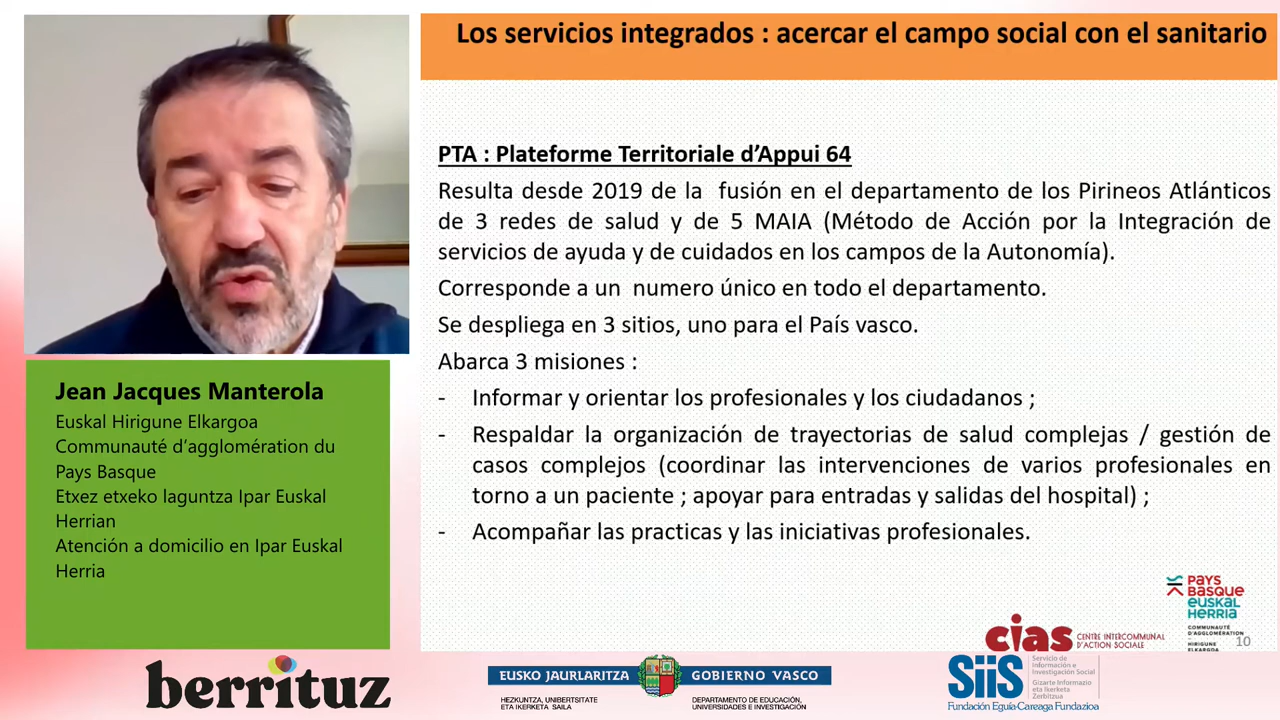 Los servicios integrados : acercar el campo social con el sanitario
PTA : Plateforme Territoriale d’Appui 64
Resulta desde 2019 de la fusión en el departamento de los Pirineos Atlánticos
de 3 redes de salud y de 5 MAIA (Método de Acción por la Integración de
servicios de ayuda y de cuidados en los campos de la Autonomía).
Corresponde a un numero único en todo el departamento.
Se despliega en 3 sitios, uno para el País vasco.
Abarca 3 misiones :
- Informar y orientar los profesionales y los ciudadanos ;
- Respaldar la organización de trayectorias de salud complejas / gestión de
casos complejos (coordinar las intervenciones de varios profesionales en
torno a un paciente ; apoyar para entradas y salidas del hospital) ;
- Acompañar las practicas y las iniciativas profesionales.
Jean Jacques Manterola
Euskal Hirigune Elkargoa
Communauté d’agglomération du
Pays Basque
Etxez etxeko laguntza Ipar Euskal
Herrian
Atención a domicilio en Ipar Euskal
Herria
PAYS
BASQUE
EUSKAL
HERRIA
COMMUNAUTÉ
D'AGGLOMÉRATION
HIRIGUNE
ELKARGOA
10
cias CENTRE INTERCOMMUNAL
D'ACTION SOCIALE
berrituz
EUSKO JAURLARITZA GOBIERNO VASCO
HEZKUNTZA, UNIBERTSITATE
ETA IKERKETA SAILA
DEPARTAMENTO DE EDUCACIÓN,
UNIVERSIDADES E INVESTIGACIÓN
SiiS
Servicio de
Información e
Investigación Social
Gizarte Informazio
eta Ikerketa
Zerbitzua
Fundación Eguía-Careaga Fundazioa